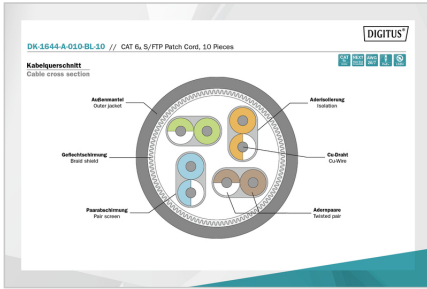 DIGITUS®
DK-1644-A-010-BL-10 // CAT 6A S/FTP Patch Cord, 10 Pieces
Kabelquerschnitt
Cable cross section
Außenmantel
Outer jacket
Aderisolierung
Isolation
Geflechtschirmung
Braid shield
Cu-Draht
Cu-Wire
Paarabschirmung
Pair screen
Aderspaare
Twisted pair